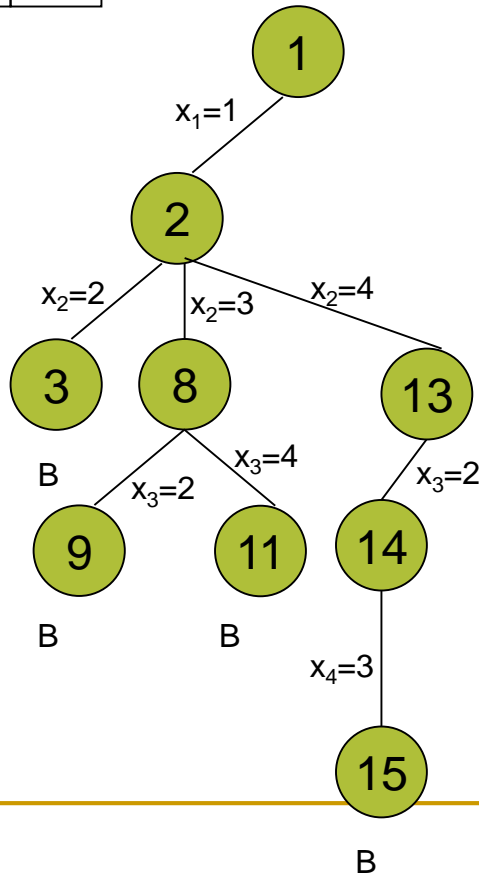 1
x₁=1
2
x₂=2 x₂=3 x₂=4
3 8 13
B x₃=2 x₃=4 x₃=2
9 11 14
B B
x₄=3
15
B